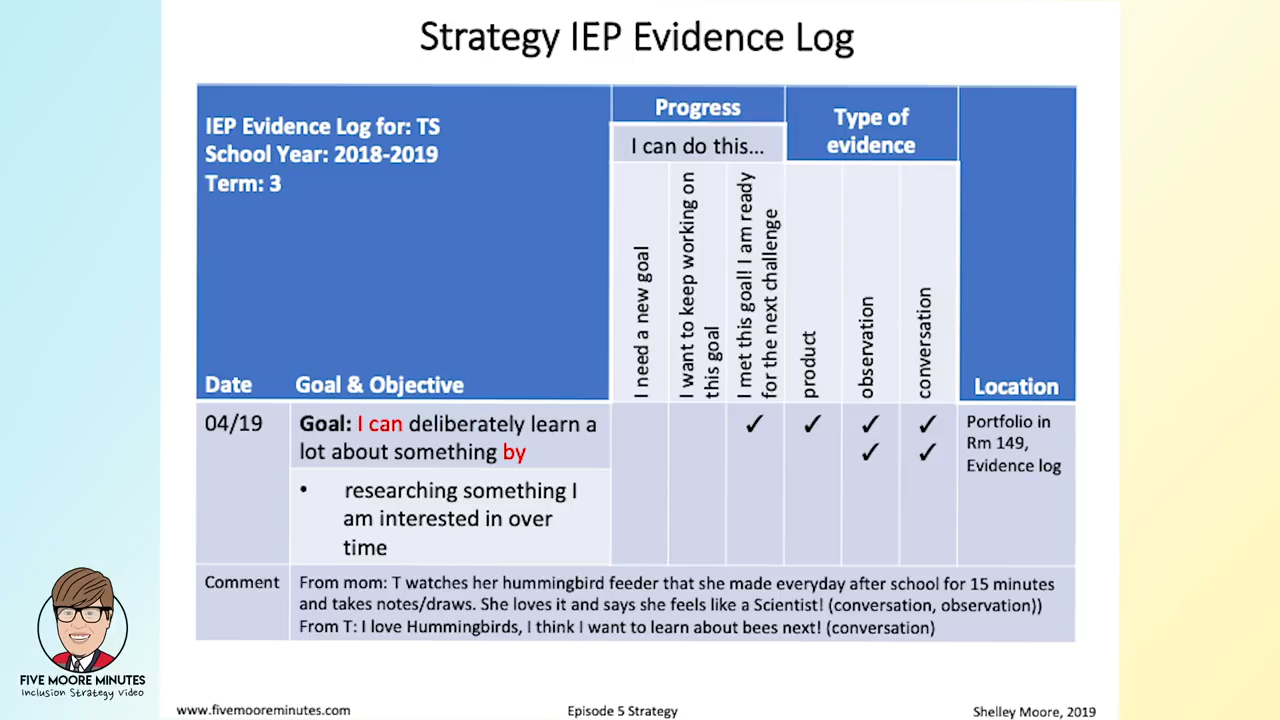 Strategy IEP Evidence Log
IEP Evidence Log for: TS
School Year: 2018-2019
Term: 3
Date
Goal & Objective
Progress
I can do this...
I need a new goal
I want to keep working on
this goal
I met this goal! I am ready
for the next challenge
Type of
evidence
product
observation
conversation
Location
04/19
Goal: I can deliberately learn a
lot about something by
• researching something I
am interested in over
time
✓ ✓ ✓ ✓
✓ ✓
Portfolio in
Rm 149,
Evidence log
Comment
From mom: T watches her hummingbird feeder that she made everyday after school for 15 minutes
and takes notes/draws. She loves it and says she feels like a Scientist! (conversation, observation))
From T: I love Hummingbirds, I think I want to learn about bees next! (conversation)
FIVE MOORE MINUTES
Inclusion Strategy Video
www.fivemooreminutes.com
Episode 5 Strategy
Shelley Moore, 2019